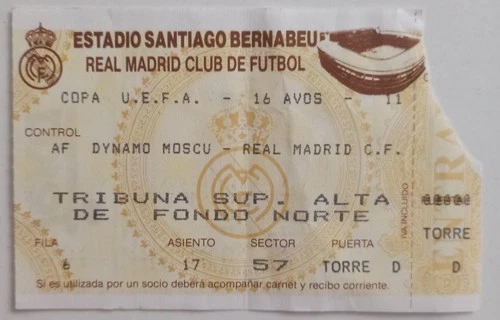 ESTADIO SANTIAGO BERNABEU
REAL MADRID CLUB DE FUTBOL
COPA U.E.F.A. - 16 AVOS - 11
CONTROL
AF DYNAMO MOSCU - REAL MADRID C.F.
TRIBUNA SUP. ALTA
DE FONDO NORTE
IVA INCLUIDO
TORRE
FILA ASIENTO SECTOR PUERTA
6 17 57 TORRE D D
Si es utilizada por un socio deberá acompañar carnet y recibo corriente.